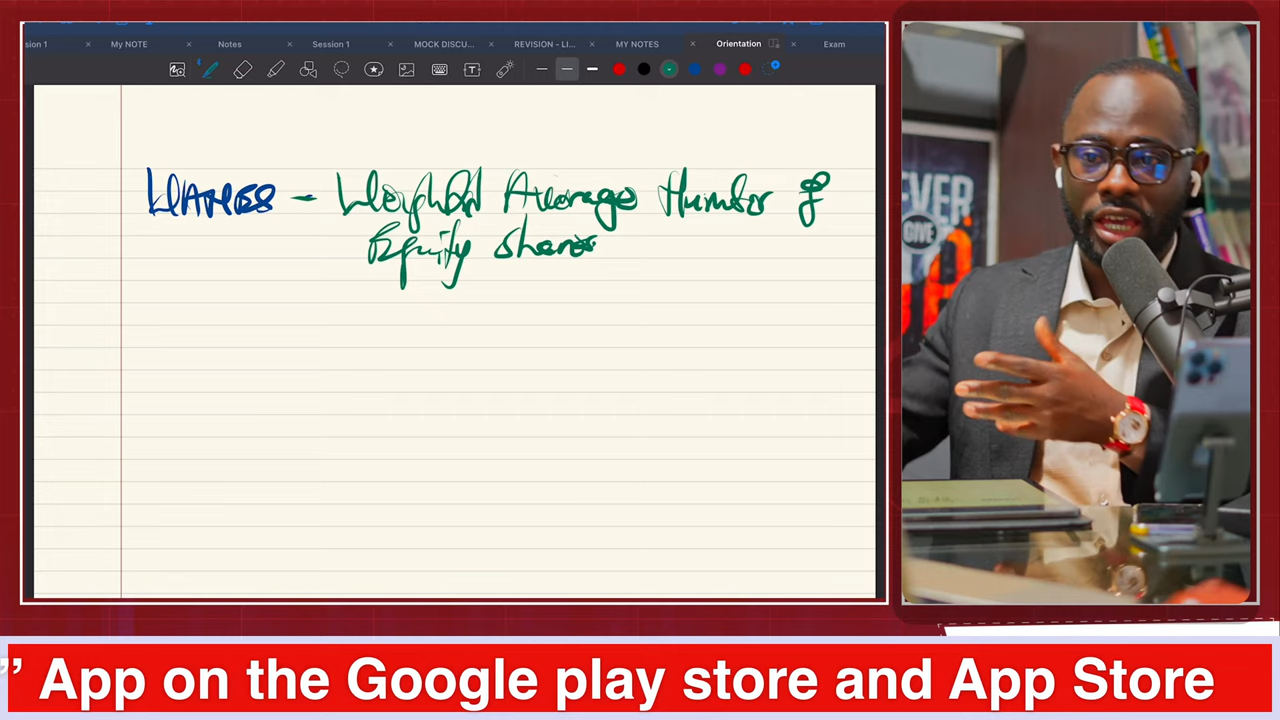 sion 1 My NOTE Notes Session 1 MOCK DISCU... REVISION - LI... MY NOTES Orientation Exam
WANES - Weighted Average Number of
Equity shares
EVER
GIVE
UP
” App on the Google play store and App Store